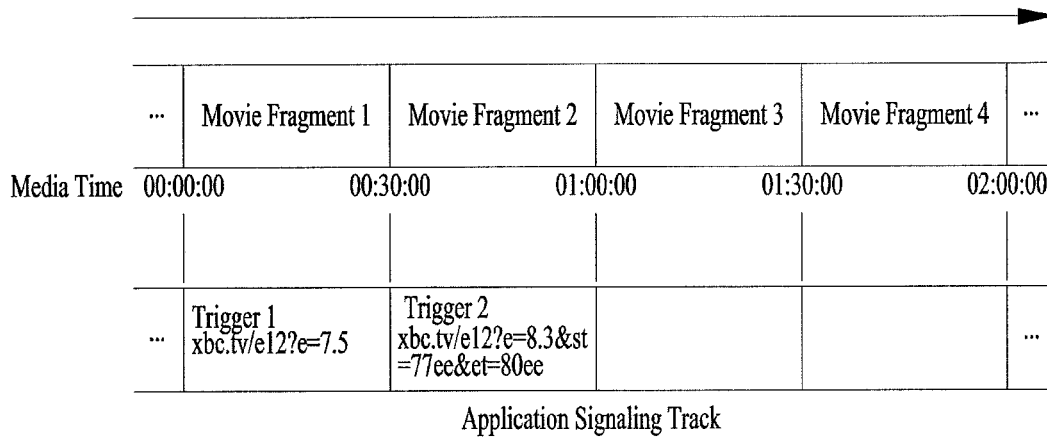 ... Movie Fragment 1 Movie Fragment 2 Movie Fragment 3 Movie Fragment 4 ...
Media Time 00:00:00 00:30:00 01:00:00 01:30:00 02:00:00
... Trigger 1
xbc.tv/e12?e=7.5
Trigger 2
xbc.tv/e12?e=8.3&st
=77ee&et=80ee
...
Application Signaling Track